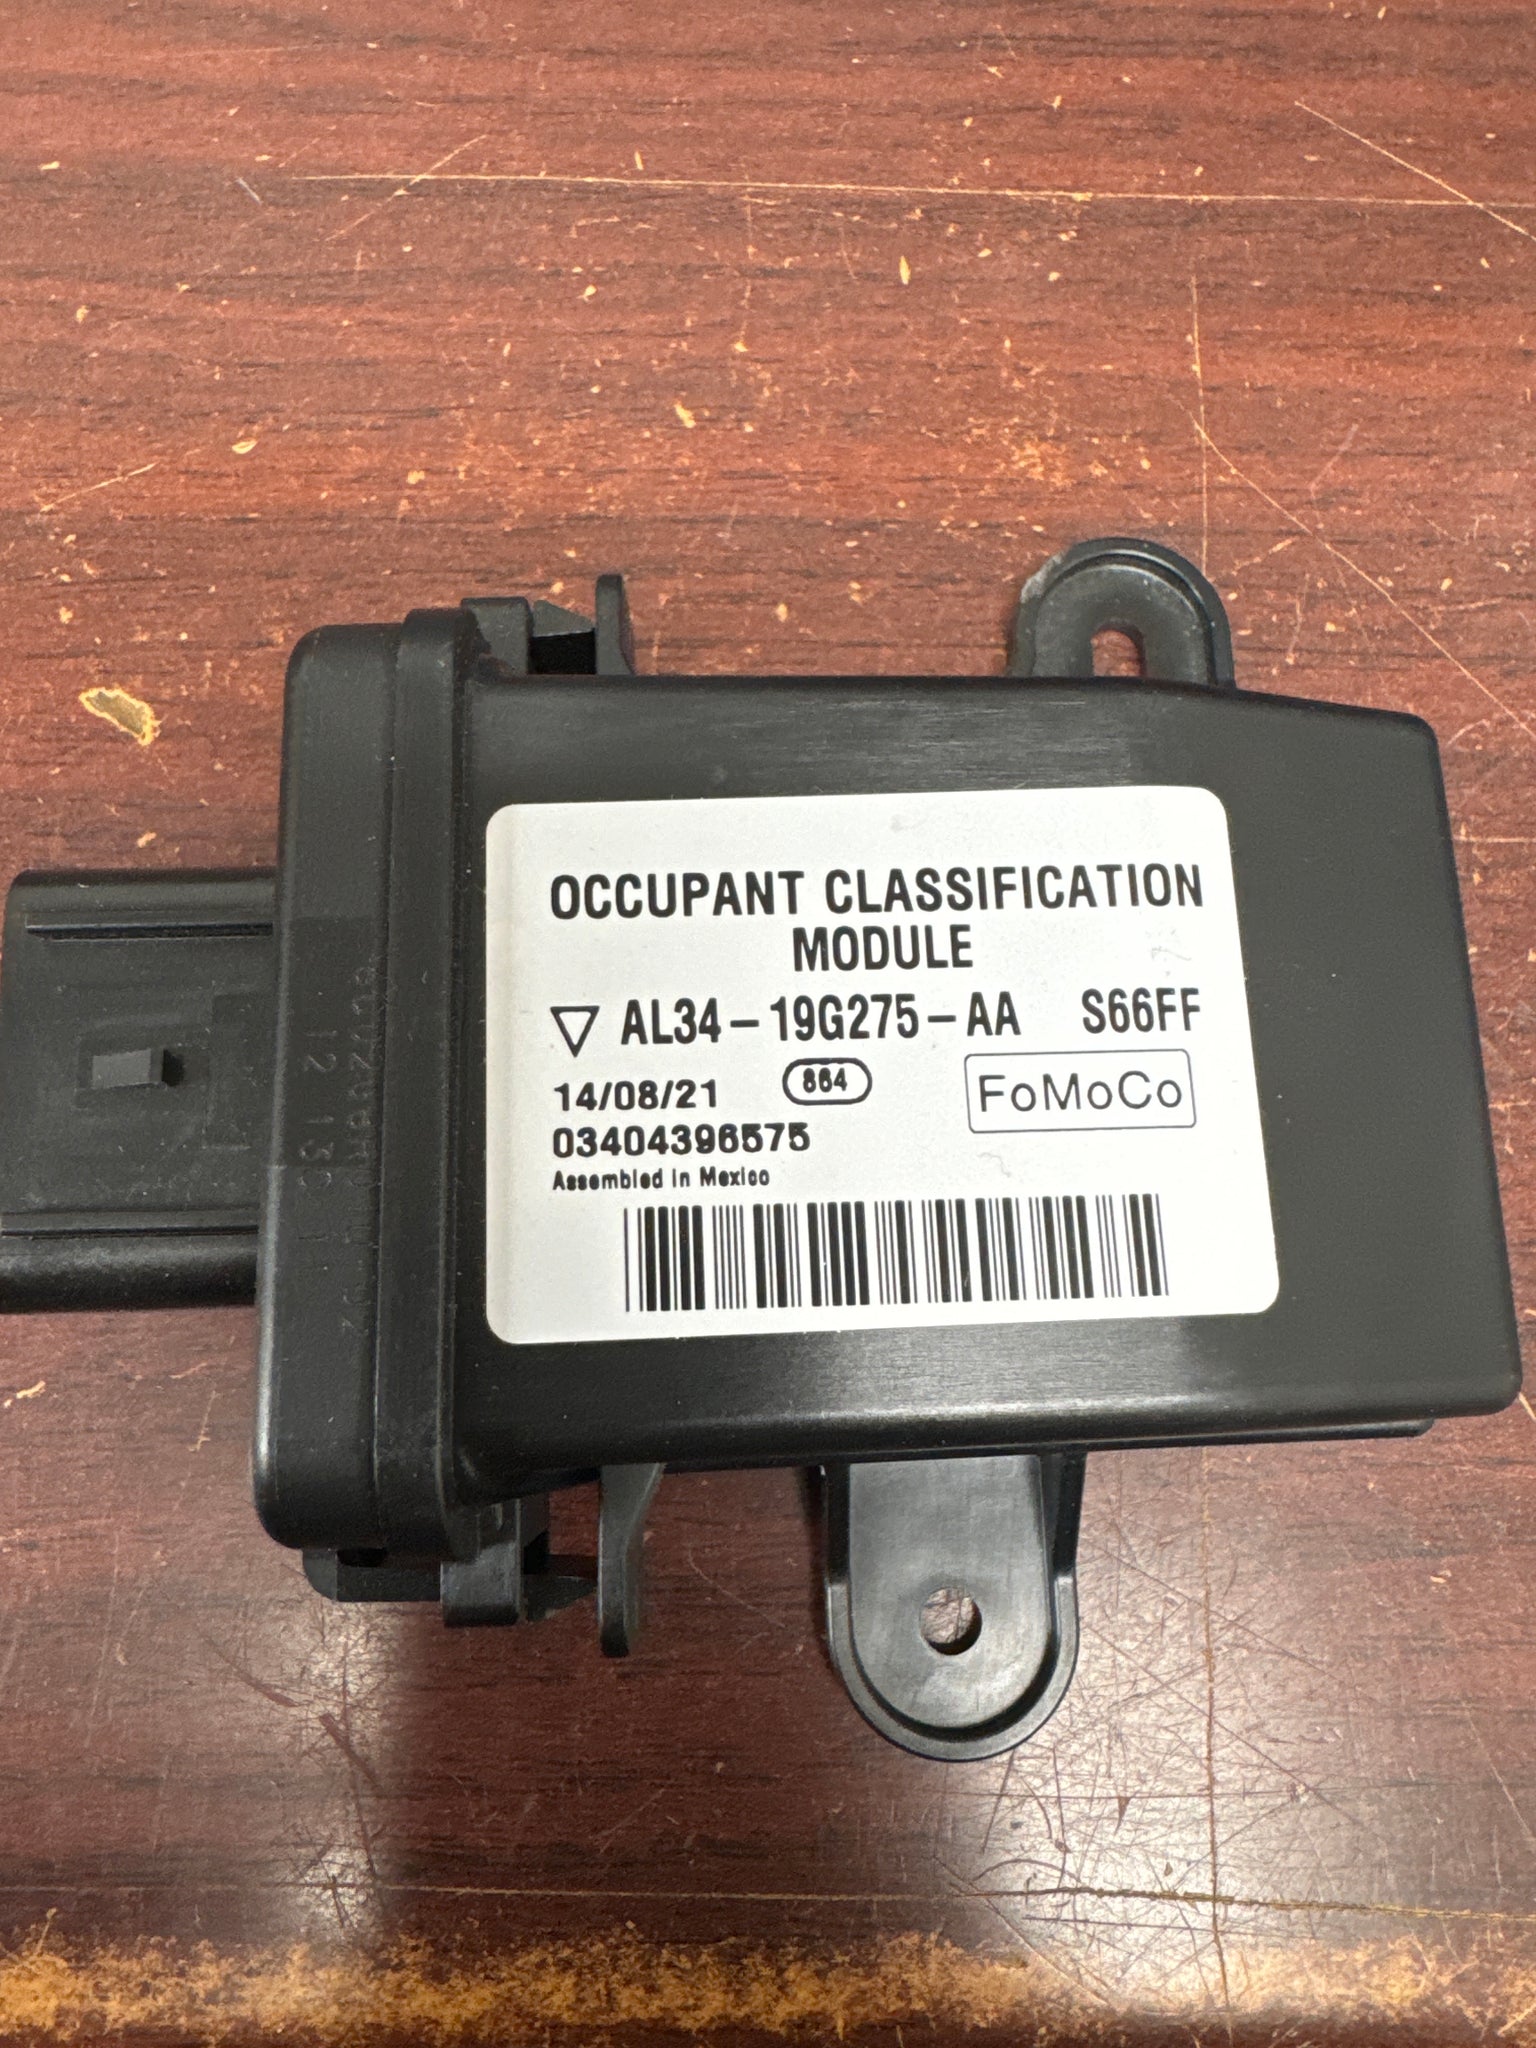 OCCUPANT CLASSIFICATION
MODULE
AL34-19G275-AA S66FF
14/08/21 864 FoMoCo
03404396575
Assembled in Mexico